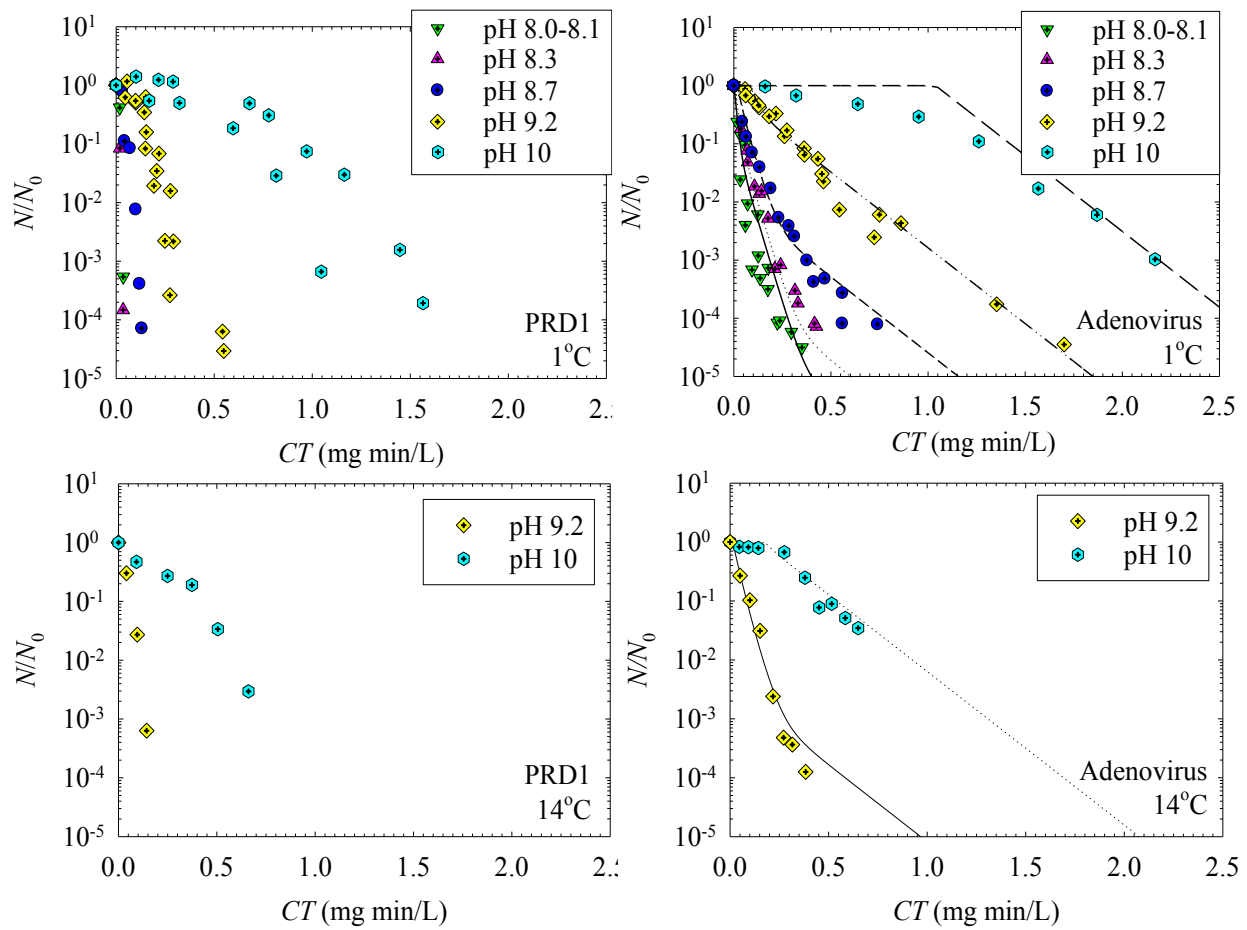 10^1
10^0
10^-1
10^-2
10^-3
10^-4
10^-5
N/N_0
pH 8.0-8.1
pH 8.3
pH 8.7
pH 9.2
pH 10
PRD1
1°C
0.0 0.5 1.0 1.5 2.0 2.5
CT (mg min/L)
10^1
10^0
10^-1
10^-2
10^-3
10^-4
10^-5
N/N_0
pH 8.0-8.1
pH 8.3
pH 8.7
pH 9.2
pH 10
Adenovirus
1°C
0.0 0.5 1.0 1.5 2.0 2.5
CT (mg min/L)
10^1
10^0
10^-1
10^-2
10^-3
10^-4
10^-5
N/N_0
pH 9.2
pH 10
PRD1
14°C
0.0 0.5 1.0 1.5 2.0 2.5
CT (mg min/L)
10^1
10^0
10^-1
10^-2
10^-3
10^-4
10^-5
N/N_0
pH 9.2
pH 10
Adenovirus
14°C
0.0 0.5 1.0 1.5 2.0 2.5
CT (mg min/L)